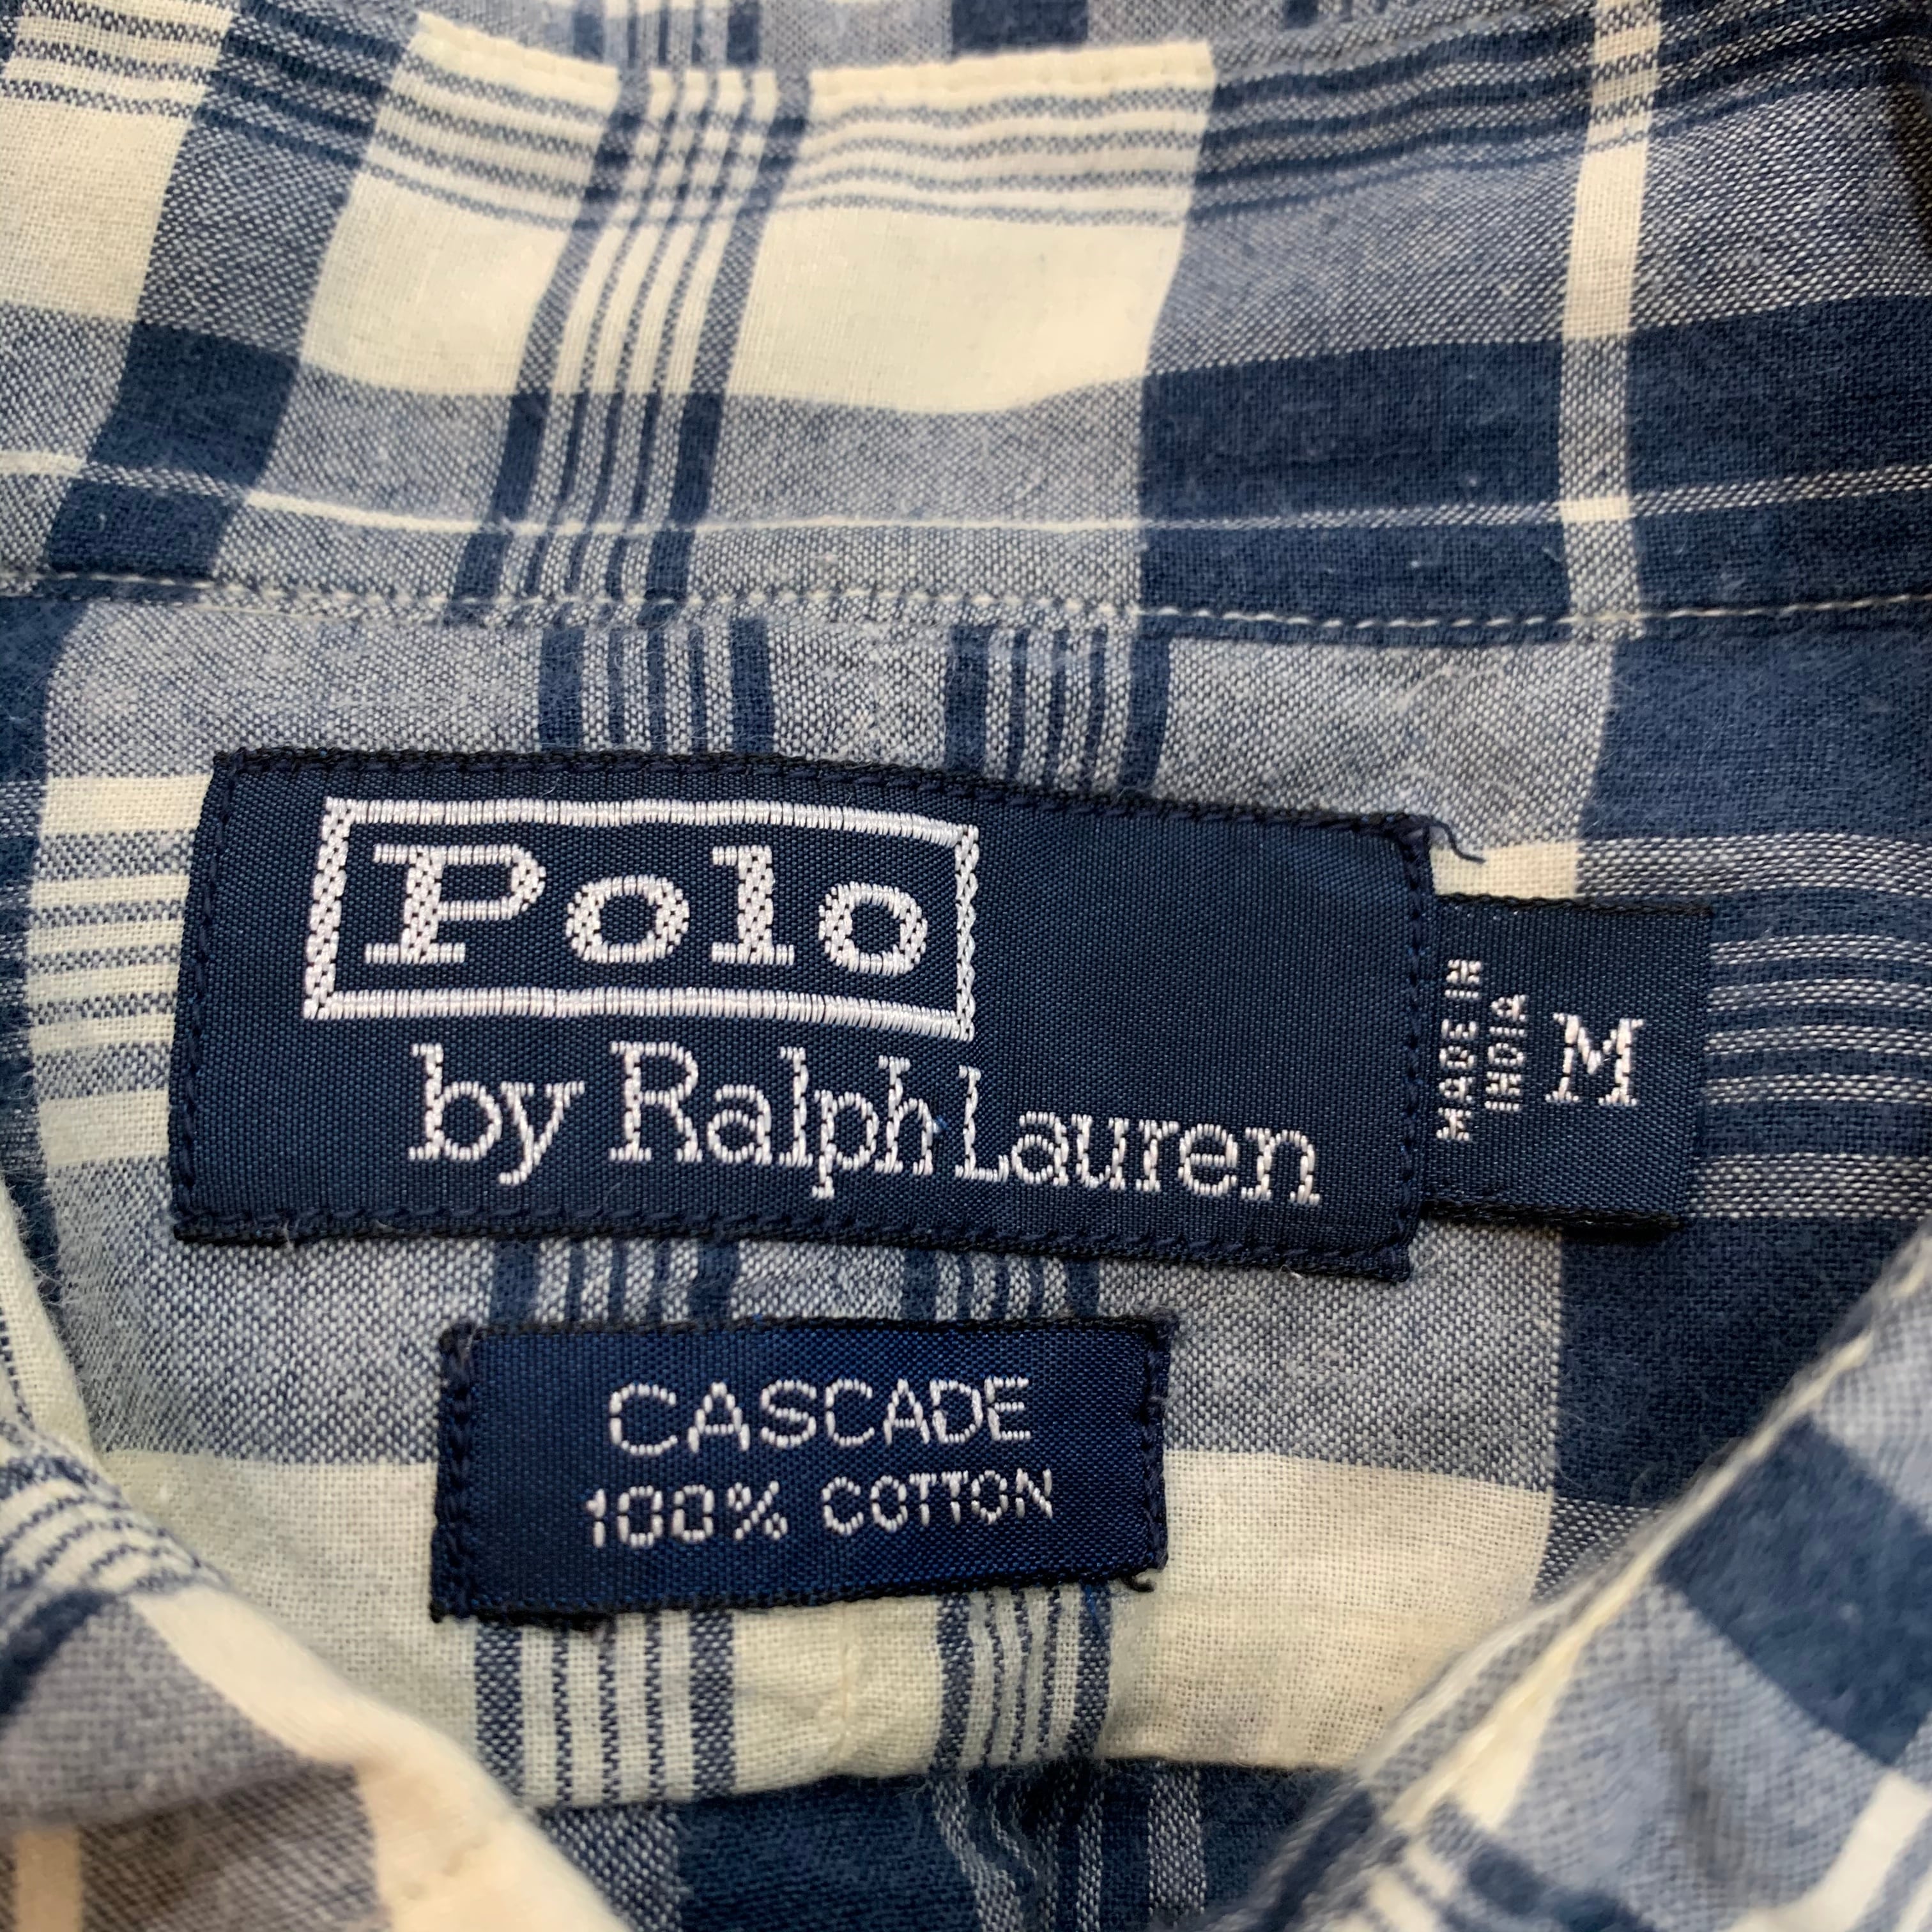 Polo
by Ralph Lauren
MADE IN
INDIA
M
CASCADE
100% COTTON